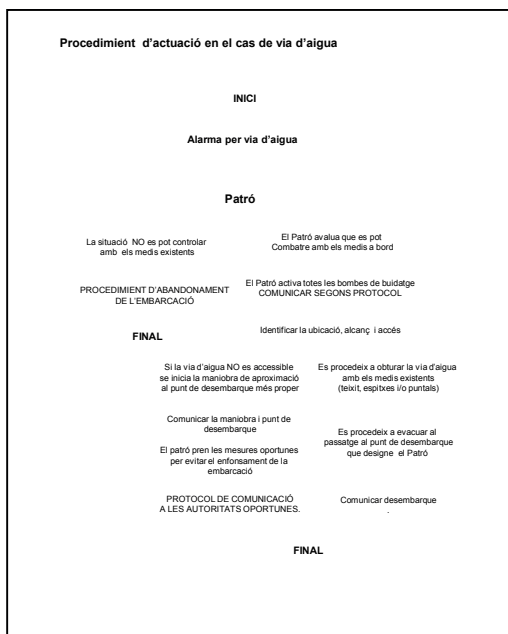 Procedimient d'actuació en el cas de via d'aigua
INICI
Alarma per via d'aigua
Patró
La situació NO es pot controlar
amb els medis existents
El Patró avalua que es pot
Combatre amb els medis a bord
PROCEDIMENT D'ABANDONAMENT
DE L'EMBARCACIÓ
El Patró activa totes les bombes de buidatge
COMUNICAR SEGONS PROTOCOL
FINAL
Identificar la ubicació, alcanç i accés
Si la via d'aigua NO es accessible
se inicia la maniobra de aproximació
al punt de desembarque més proper
Es procedeix a obturar la via d'aigua
amb els medis existents
(teixit, espitxes i/o puntals)
Comunicar la maniobra i punt de
desembarque
Es procedeix a evacuar al
passatge al punt de desembarque
que designe el Patró
El patró pren les mesures oportunes
per evitar el enfonsament de la
embarcació
PROTOCOL DE COMUNICACIÓ
A LES AUTORITATS OPORTUNES.
Comunicar desembarque
.
FINAL